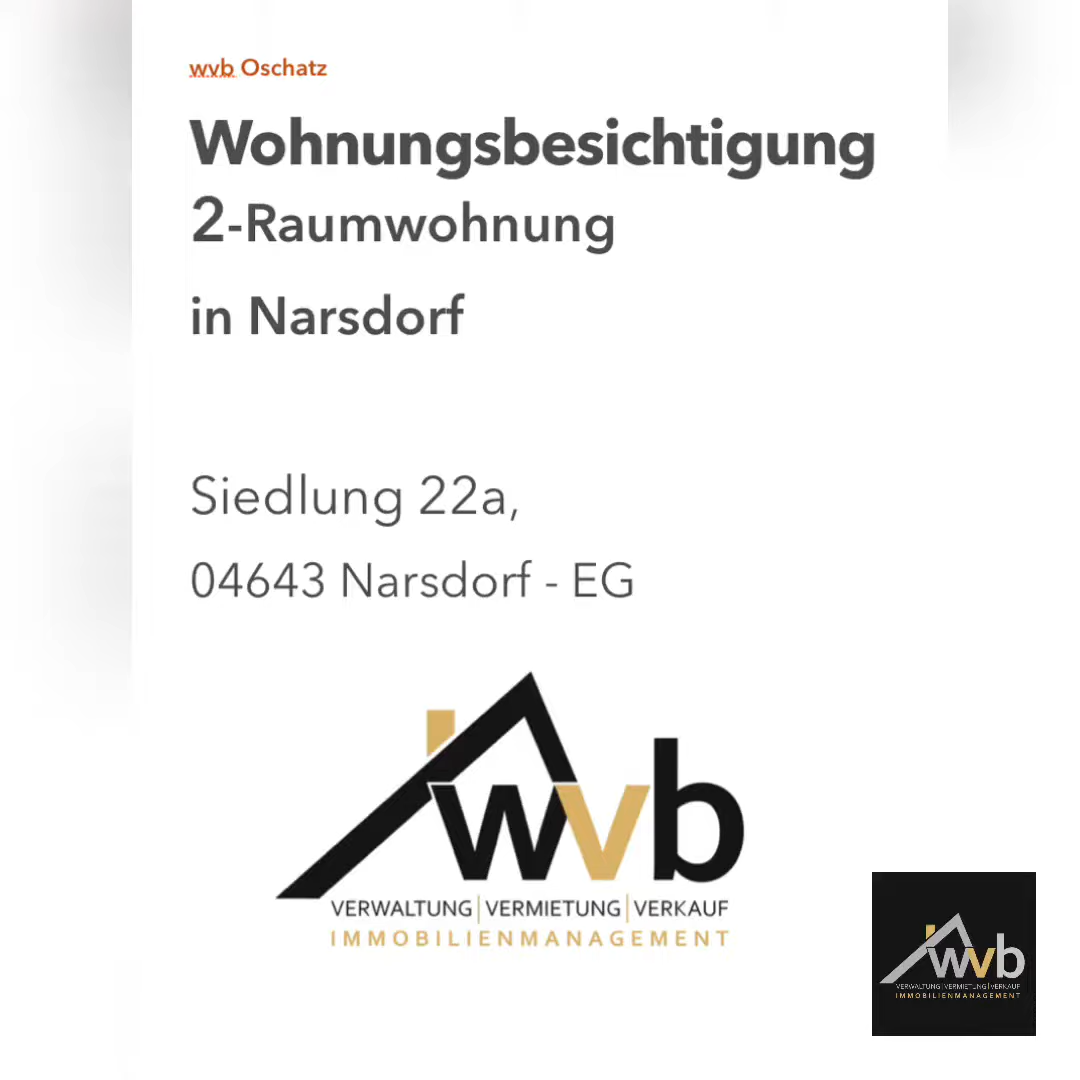 wvb Oschatz
Wohnungsbesichtigung
2-Raumwohnung
in Narsdorf
Siedlung 22a,
04643 Narsdorf - EG
wvb
VERWALTUNG|VERMIETUNG|VERKAUF
IMMOBILIENMANAGEMENT
wvb
VERWALTUNG|VERMIETUNG|VERKAUF
IMMOBILIENMANAGEMENT